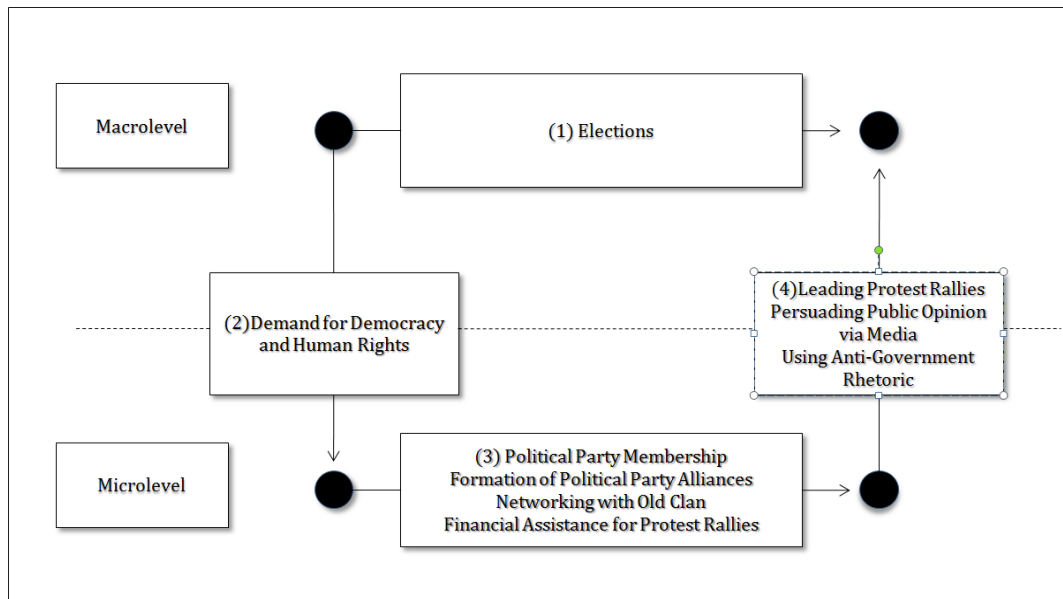 Macrolevel
(1) Elections
(2)Demand for Democracy
and Human Rights
(4)Leading Protest Rallies
Persuading Public Opinion
via Media
Using Anti-Government
Rhetoric
Microlevel
(3) Political Party Membership
Formation of Political Party Alliances
Networking with Old Clan
Financial Assistance for Protest Rallies